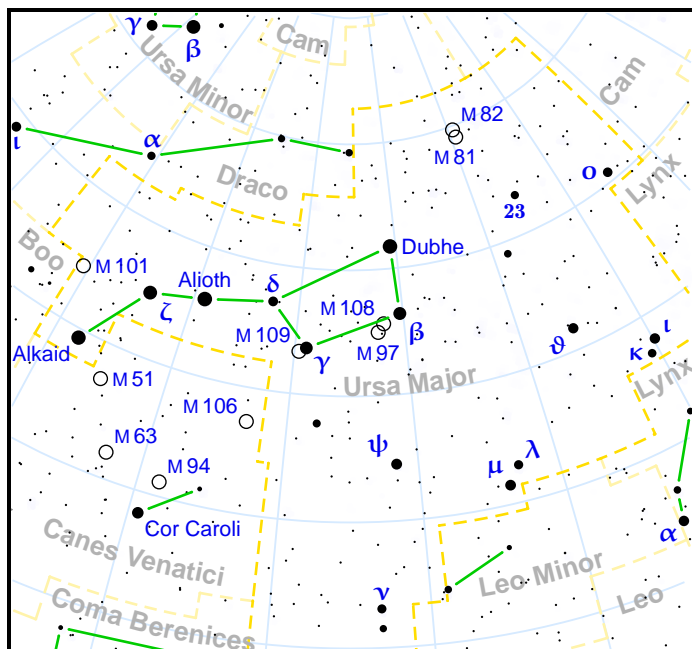 γ
β
Ursa Minor
Cam
Cam
M 82
M 81
ι
α
Draco
ο
Lynx
23
Boo
M 101
Alioth
δ
Dubhe
ζ
M 108
β
M 109
γ
M 97
Alkaid
ϑ
ι
κ
Ursa Major
Lynx
M 51
M 106
M 63
M 94
ψ
λ
μ
Cor Caroli
α
Canes Venatici
Leo Minor
Leo
Coma Berenices
ν